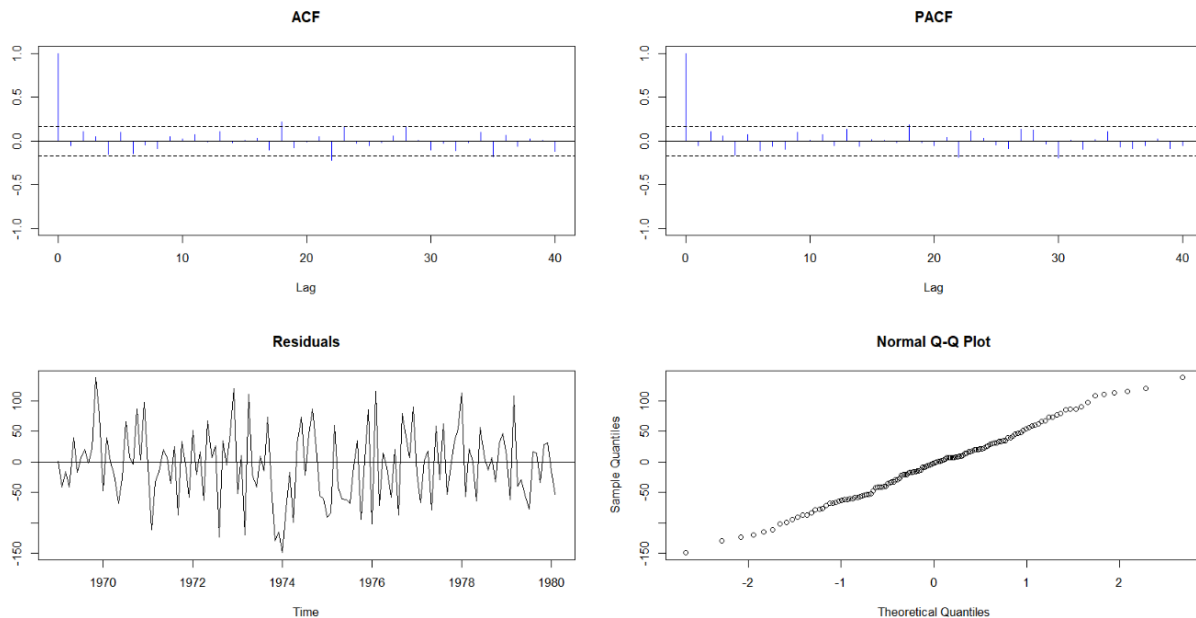 ACF
1.0
0.5
0.0
-0.5
-1.0
0 10 20 30 40
Lag
PACF
1.0
0.5
0.0
-0.5
-1.0
0 10 20 30 40
Lag
Residuals
100
50
0
-50
-150
1970 1972 1974 1976 1978 1980
Time
Normal Q-Q Plot
Sample Quantiles
100
50
0
-50
-150
-2 -1 0 1 2
Theoretical Quantiles